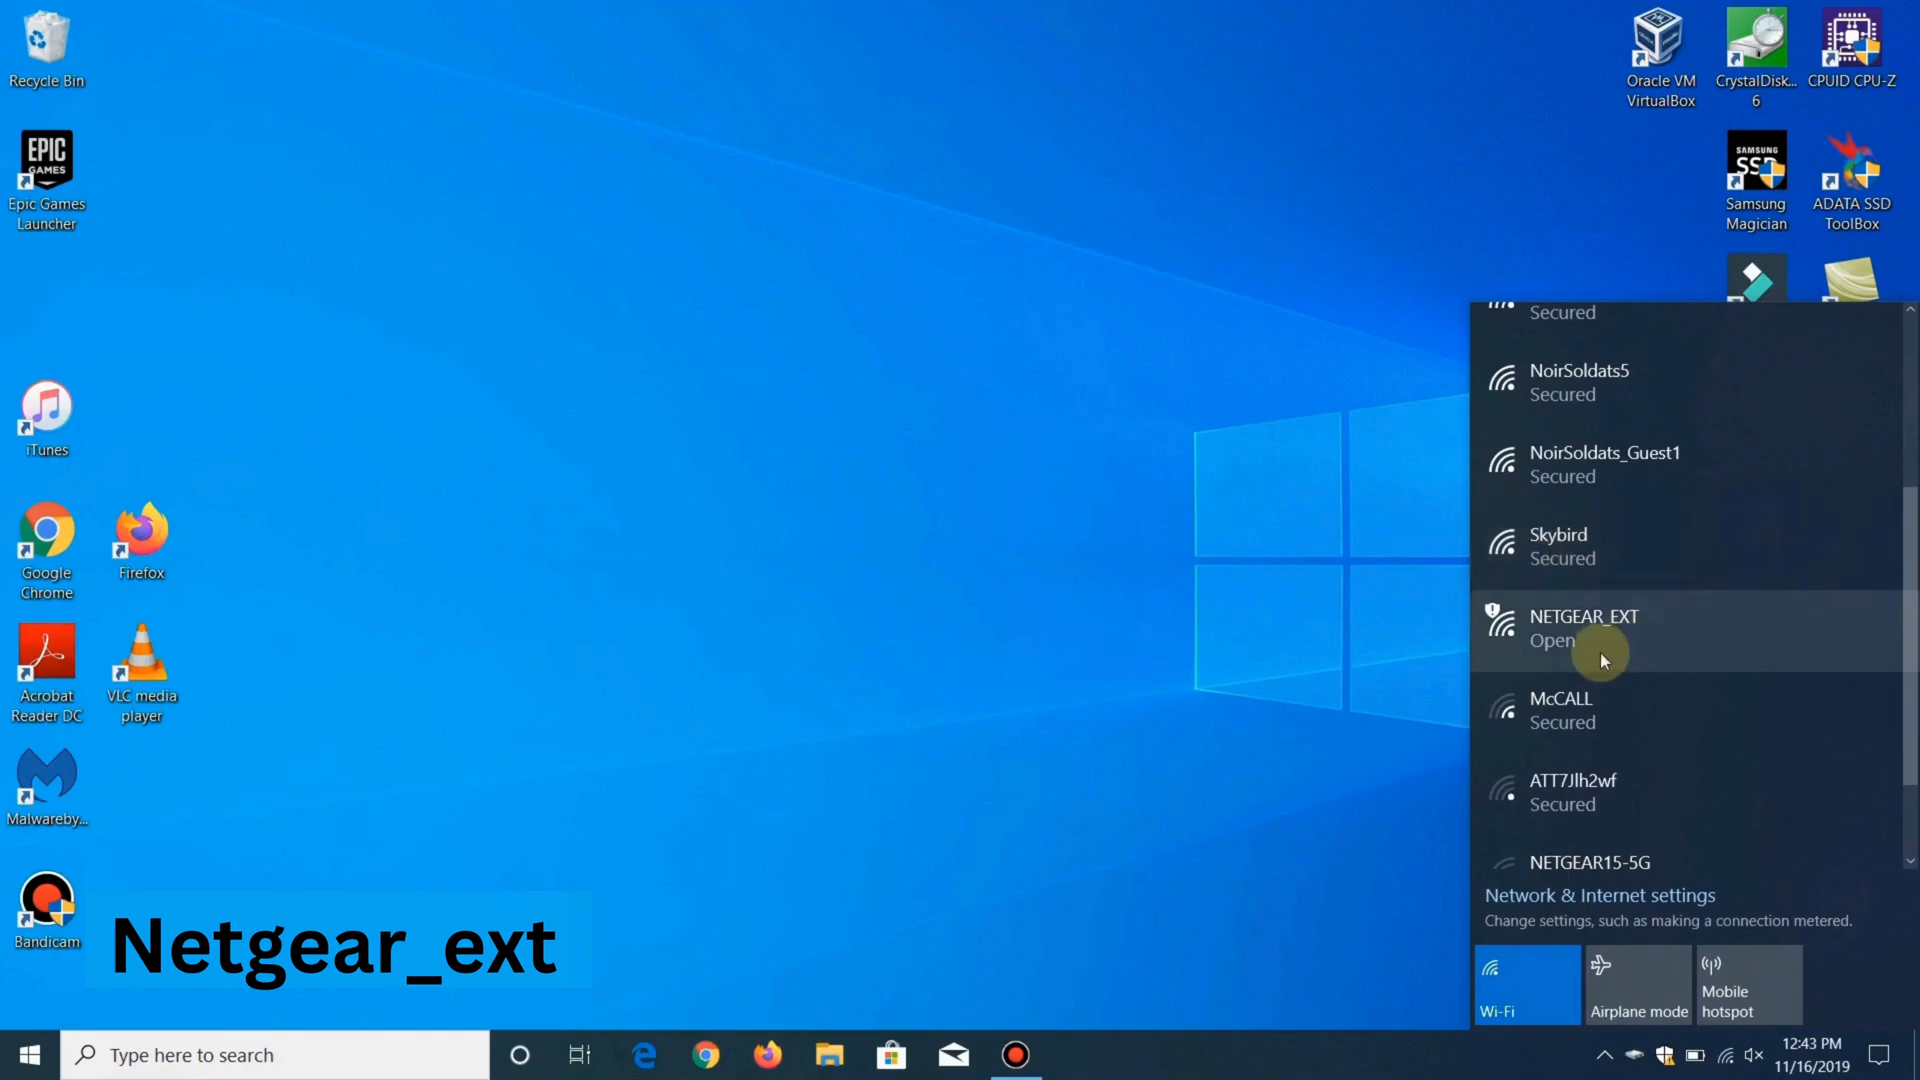 Recycle Bin
EPIC
GAMES
Epic Games
Launcher
iTunes
Google
Chrome
Firefox
Acrobat
Reader DC
VLC media
player
Malwareby...
Bandicam
Netgear_ext
Oracle VM
VirtualBox
CrystalDisk...
6
CPUID CPU-Z
SAMSUNG
SSD
Samsung
Magician
ADATA SSD
ToolBox
Secured
NoirSoldats5
Secured
NoirSoldats_Guest1
Secured
Skybird
Secured
NETGEAR_EXT
Open
McCALL
Secured
ATT7Jlh2wf
Secured
NETGEAR15-5G
Network & Internet settings
Change settings, such as making a connection metered.
Wi-Fi
Airplane mode
Mobile
hotspot
Type here to search
12:43 PM
11/16/2019